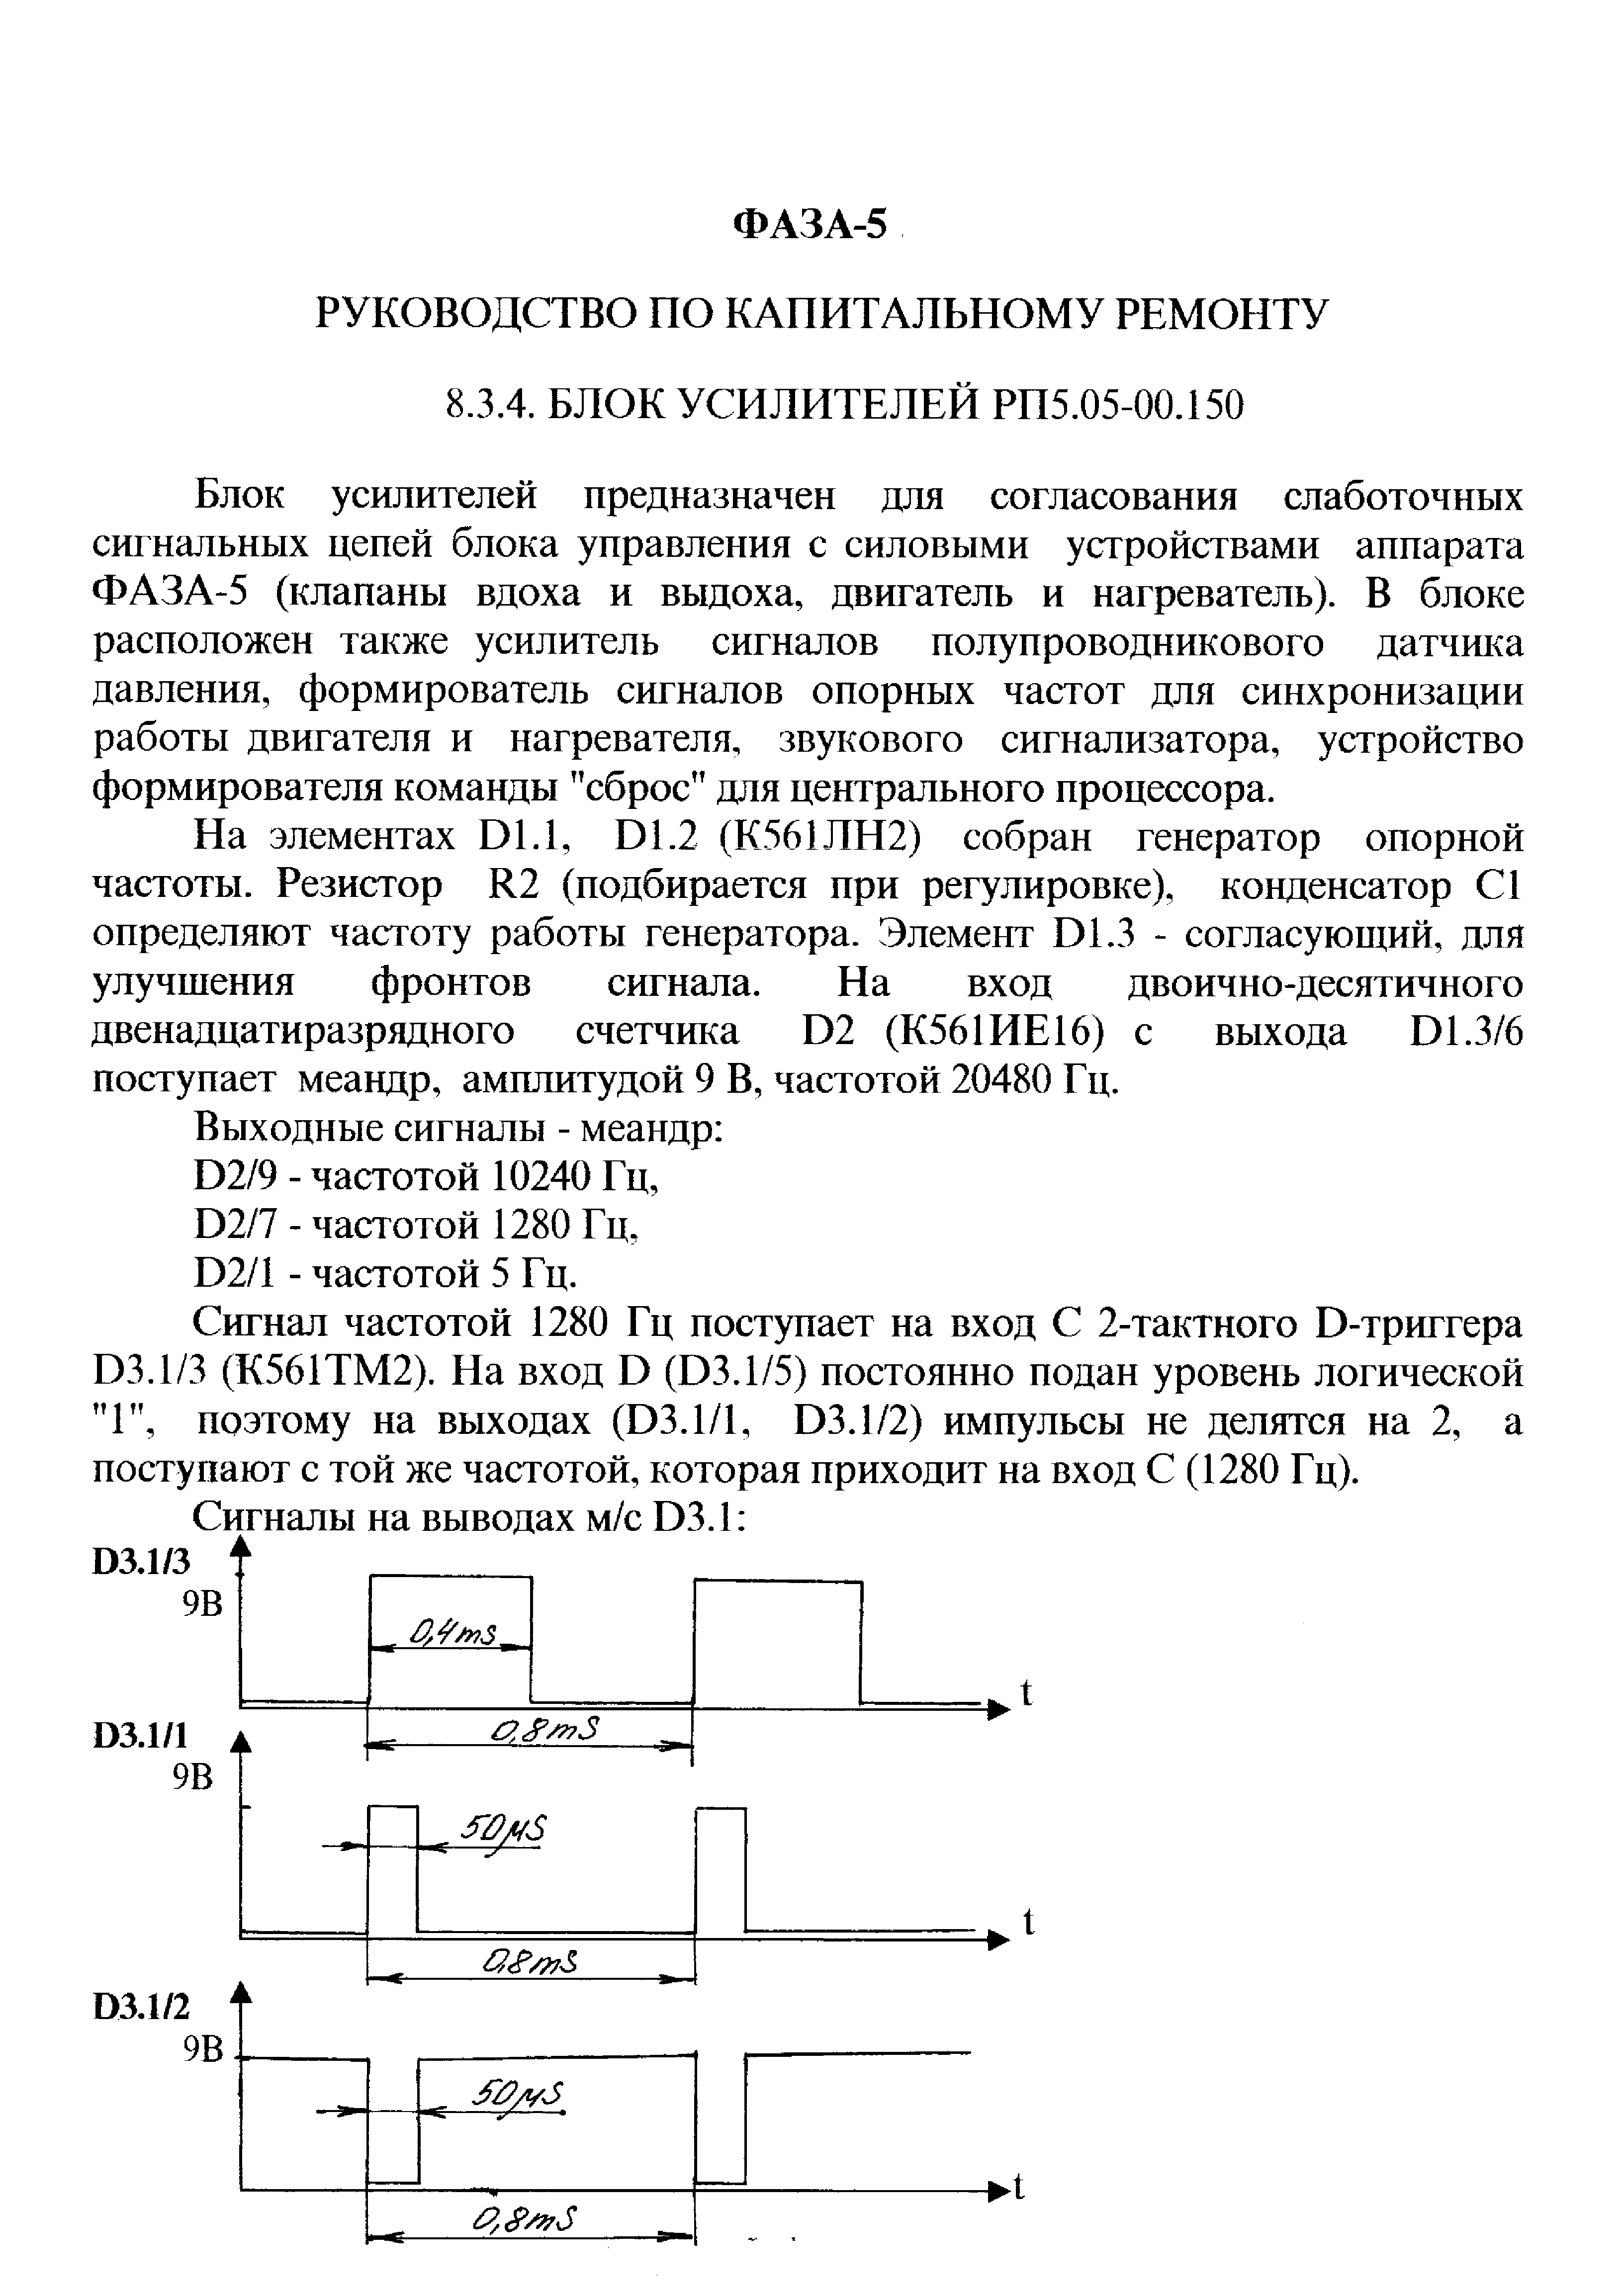 ФАЗА-5
РУКОВОДСТВО ПО КАПИТАЛЬНОМУ РЕМОНТУ
8.3.4. БЛОК УСИЛИТЕЛЕЙ РП5.05-00.150
Блок усилителей предназначен для согласования слаботочных
сигнальных цепей блока управления с силовыми устройствами аппарата
ФАЗА-5 (клапаны вдоха и выдоха, двигатель и нагреватель). В блоке
расположен также усилитель сигналов полупроводникового датчика
давления, формирователь сигналов опорных частот для синхронизации
работы двигателя и нагревателя, звукового сигнализатора, устройство
формирователя команды "сброс" для центрального процессора.
На элементах D1.1, D1.2 (К561ЛН2) собран генератор опорной
частоты. Резистор R2 (подбирается при регулировке), конденсатор С1
определяют частоту работы генератора. Элемент D1.3 - согласующий, для
улучшения фронтов сигнала. На вход двоично-десятичного
двенадцатиразрядного счетчика D2 (К561ИЕ16) с выхода D1.3/6
поступает меандр, амплитудой 9 В, частотой 20480 Гц.
Выходные сигналы - меандр:
D2/9 - частотой 10240 Гц,
D2/7 - частотой 1280 Гц,
D2/1 - частотой 5 Гц.
Сигнал частотой 1280 Гц поступает на вход С 2-тактного D-триггера
D3.1/3 (К561ТМ2). На вход D (D3.1/5) постоянно подан уровень логической
"1", поэтому на выходах (D3.1/1, D3.1/2) импульсы не делятся на 2, а
поступают с той же частотой, которая приходит на вход С (1280 Гц).
Сигналы на выводах м/с D3.1:
D3.1/3
9В
0,4mS
t
0,8mS
D3.1/1
9В
50μS
t
0,8mS
D3.1/2
9В
50μS
t
0,8mS